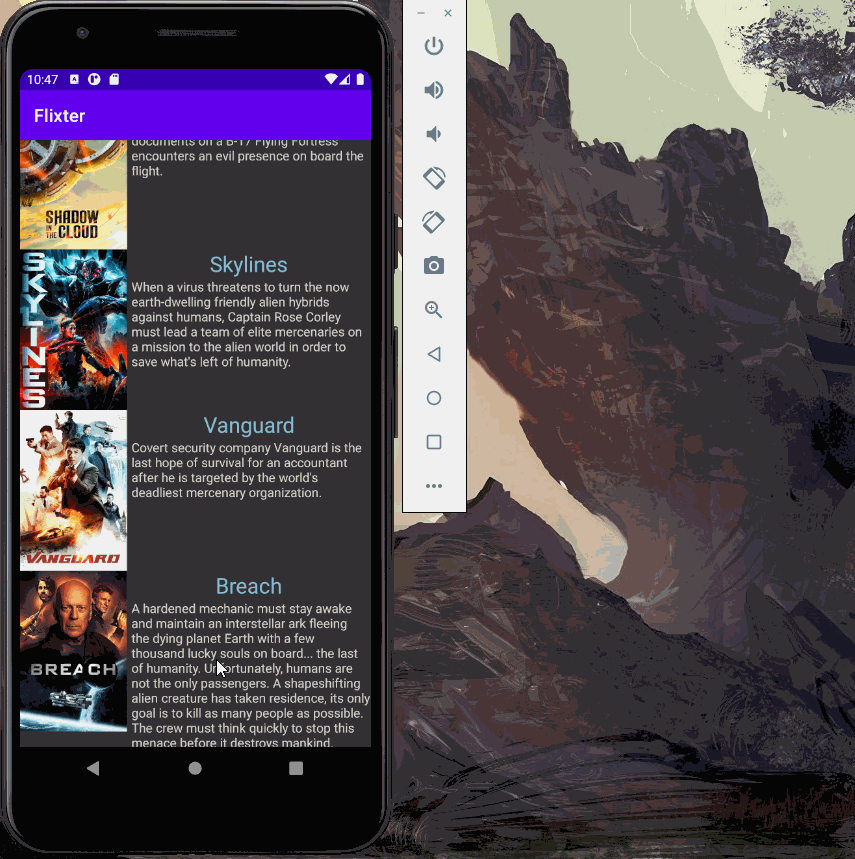 10:47
Flixter
documents on a B-17 Flying Fortress
encounters an evil presence on board the
flight.
SHADOW
IN THE
CLOUD
Skylines
SKYLINES
When a virus threatens to turn the now
earth-dwelling friendly alien hybrids
against humans, Captain Rose Corley
must lead a team of elite mercenaries on
a mission to the alien world in order to
save what's left of humanity.
Vanguard
Covert security company Vanguard is the
last hope of survival for an accountant
after he is targeted by the world's
deadliest mercenary organization.
VANGUARD
Breach
A hardened mechanic must stay awake
and maintain an interstellar ark fleeing
the dying planet Earth with a few
thousand lucky souls on board... the last
of humanity. Unfortunately, humans are
not the only passengers. A shapeshifting
alien creature has taken residence, its only
goal is to kill as many people as possible.
The crew must think quickly to stop this
menace before it destroys mankind.
BREACH